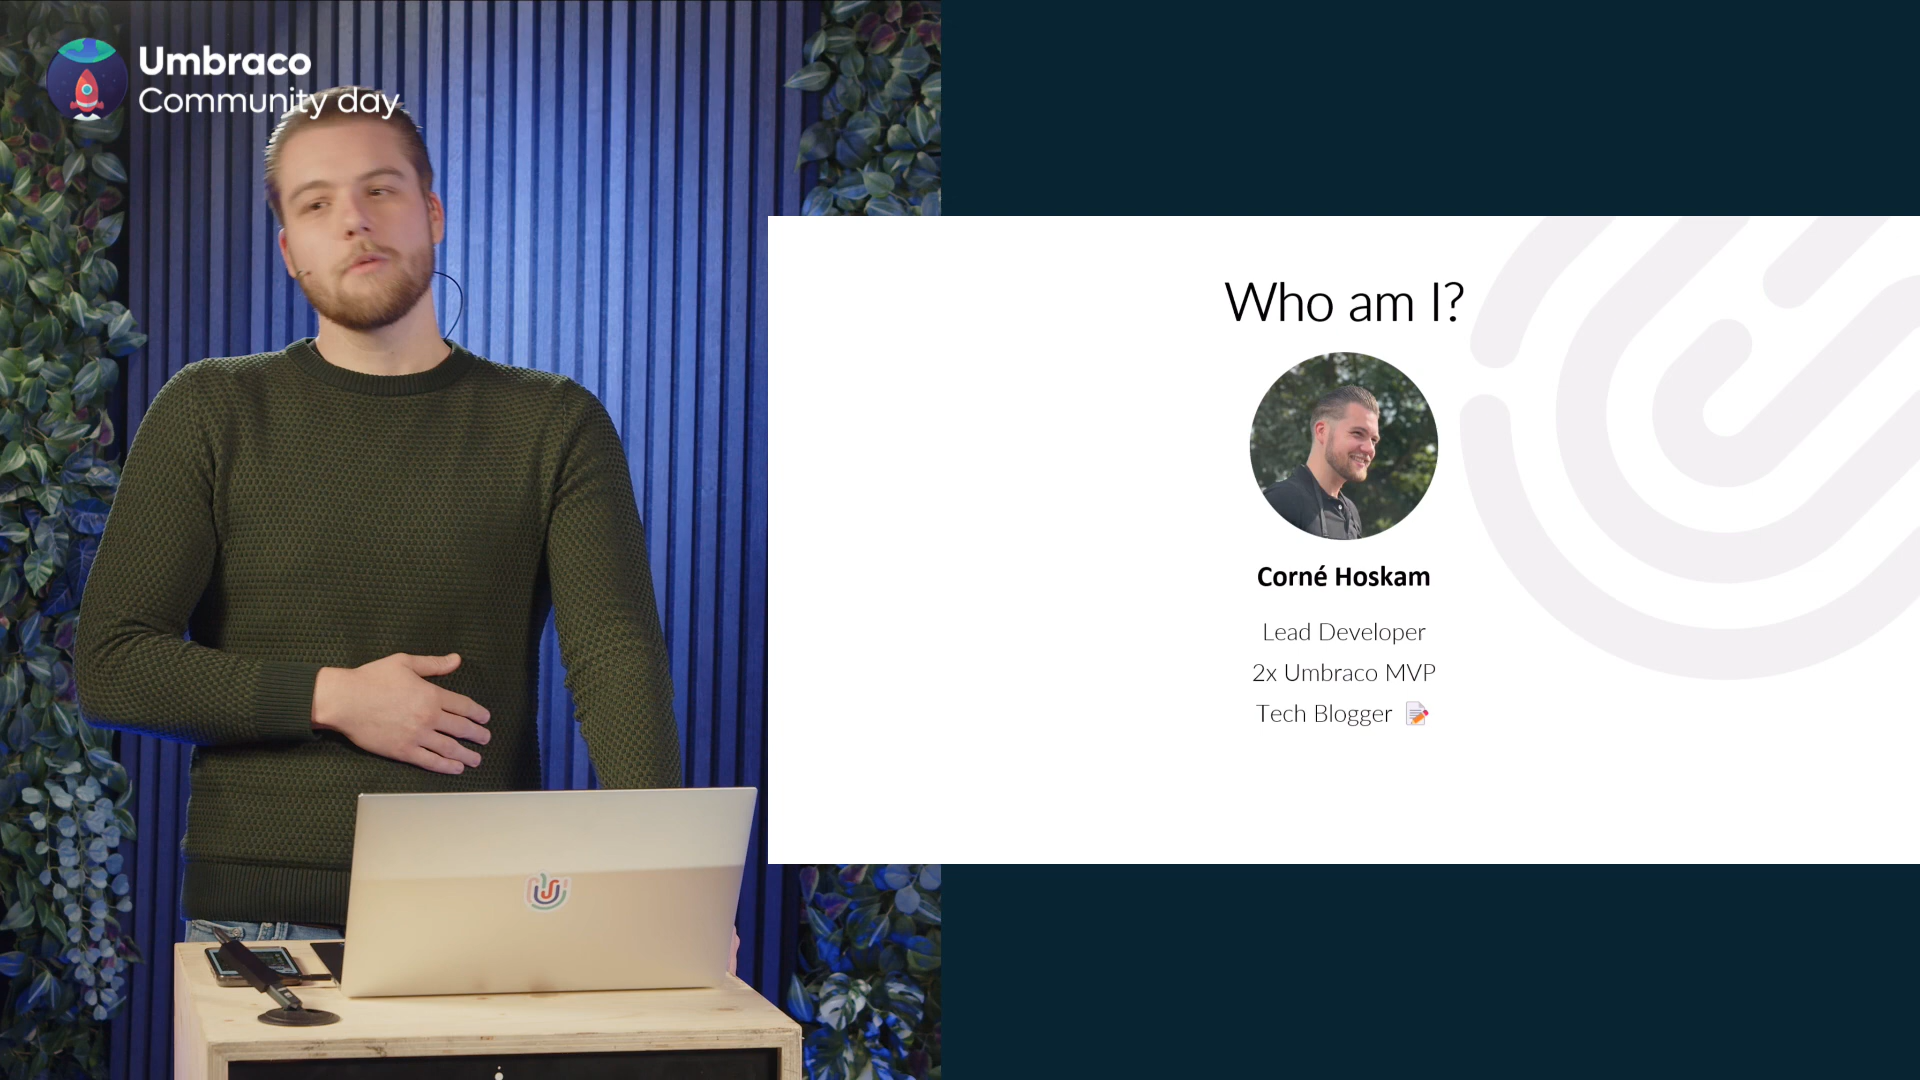 Umbraco
Community day
Who am I?
Corné Hoskam
Lead Developer
2x Umbraco MVP
Tech Blogger